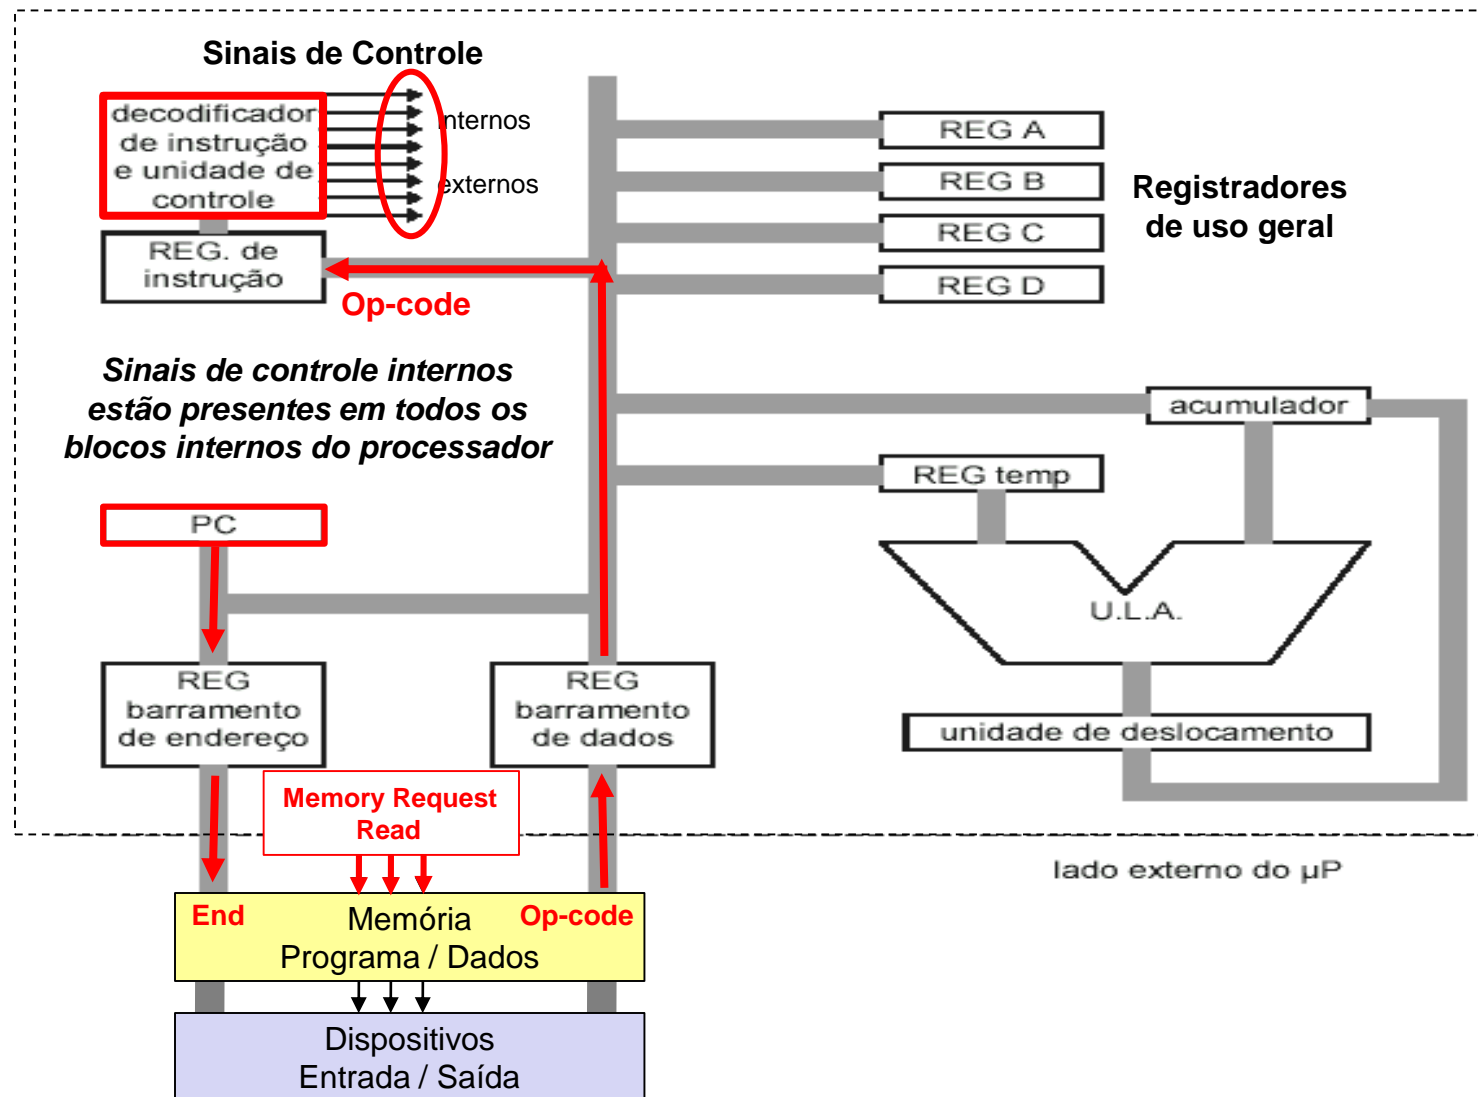 Sinais de Controle
decodificador
de instrução
e unidade de
controle
internos
externos
REG. de
instrução
Op-code
REG A
REG B
REG C
REG D
Registradores
de uso geral
Sinais de controle internos
estão presentes em todos os
blocos internos do processador
acumulador
REG temp
PC
U.L.A.
REG
barramento
de endereço
REG
barramento
de dados
unidade de deslocamento
Memory Request
Read
lado externo do µP
End
Memória
Op-code
Programa / Dados
Dispositivos
Entrada / Saída